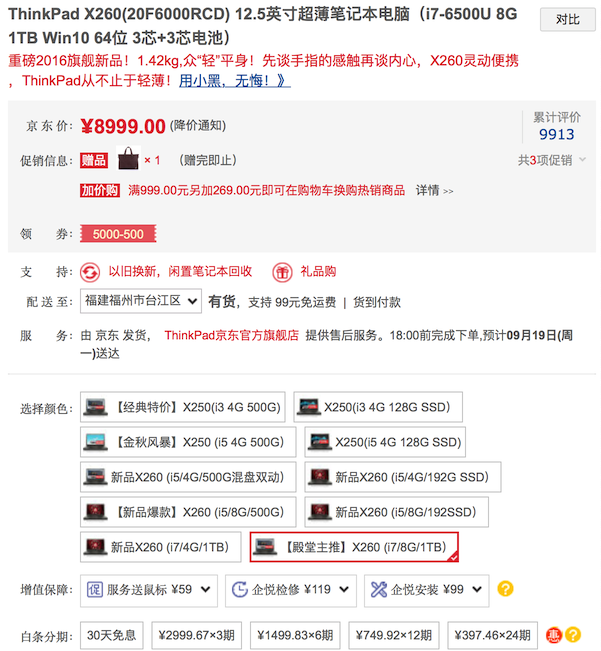 ThinkPad X260(20F6000RCD) 12.5英寸超薄笔记本电脑（i7-6500U 8G
1TB Win10 64位 3芯+3芯电池）
对比
重磅2016旗舰新品！1.42kg,众“轻”平身！先谈手指的感触再谈内心，X260灵动便携
，ThinkPad从不止于轻薄！用小黑，无悔！》
京 东 价：¥8999.00 (降价通知)
累计评价
9913
促销信息：赠品 × 1 （赠完即止）
共3项促销
加价购 满999.00元另加269.00元即可在购物车换购热销商品 详情 >>
领 券：5000-500
支 持：以旧换新，闲置笔记本回收 礼品购
配 送 至：福建福州市台江区 有货，支持 99元免运费 | 货到付款
服 务：由 京东 发货， ThinkPad京东官方旗舰店 提供售后服务。18:00前完成下单,预计09月19日(周
一)送达
选择颜色：【经典特价】X250(i3 4G 500G) X250(i3 4G 128G SSD）
【金秋风暴】X250 (i5 4G 500G) X250(i5 4G 128G SSD)
新品X260 (i5/4G/500G混盘双动） 新品X260 (i5/4G/192G SSD）
【新品爆款】X260 (i5/8G/500G) 新品X260 (i5/8G/192SSD）
新品X260 (i7/4G/1TB） 【殿堂主推】X260 (i7/8G/1TB）
增值保障：促 服务送鼠标 ¥59 企悦检修 ¥119 企悦安装 ¥99 ?
白条分期：30天免息 ¥2999.67×3期 ¥1499.83×6期 ¥749.92×12期 ¥397.46×24期 惠 ?